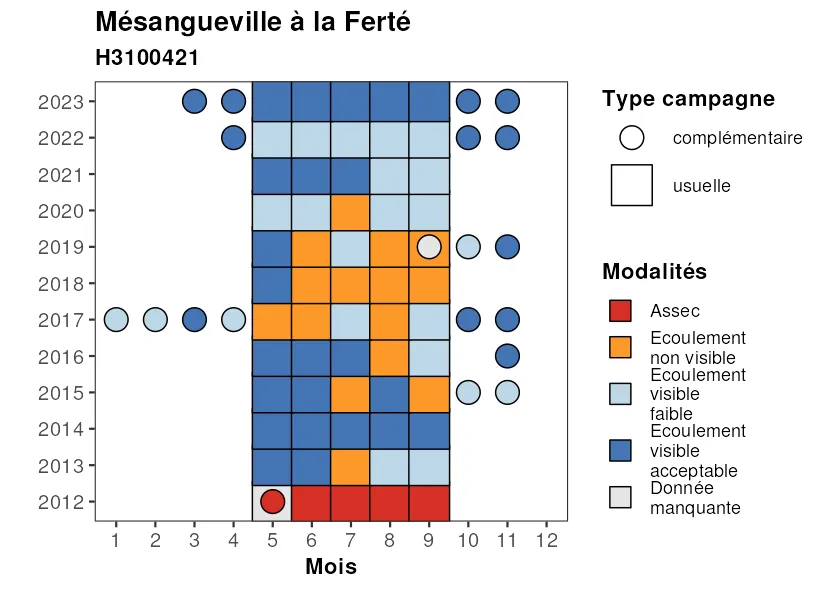 Mésangueville à la Ferté
H3100421
2023
2022
2021
2020
2019
2018
2017
2016
2015
2014
2013
2012
1 2 3 4 5 6 7 8 9 10 11 12
Mois
Type campagne
complémentaire
usuelle
Modalités
Assec
Ecoulement
non visible
Ecoulement
visible
faible
Ecoulement
visible
acceptable
Donnée
manquante